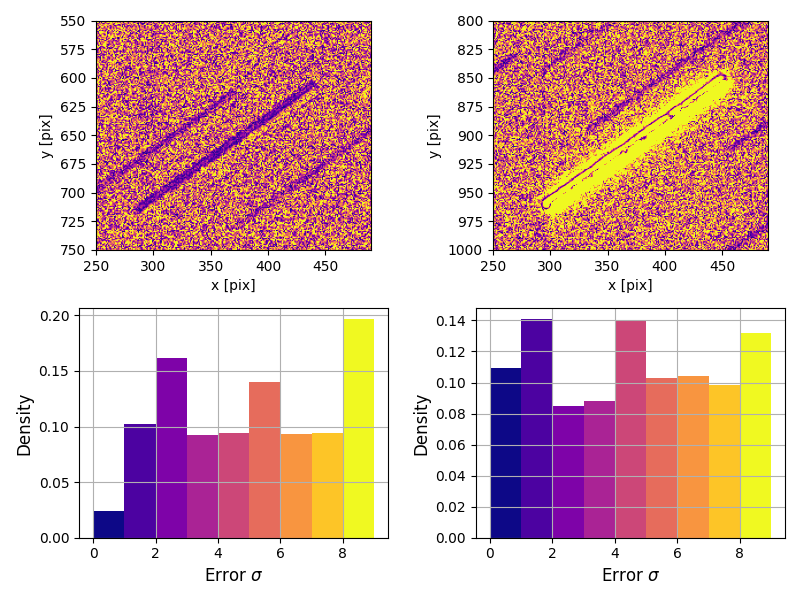 550
575
600
625
650
675
700
725
750
y [pix]
250 300 350 400 450
x [pix]
800
825
850
875
900
925
950
975
1000
y [pix]
250 300 350 400 450
x [pix]
0.20
0.15
0.10
0.05
0.00
Density
0 2 4 6 8
Error σ
0.14
0.12
0.10
0.08
0.06
0.04
0.02
0.00
Density
0 2 4 6 8
Error σ